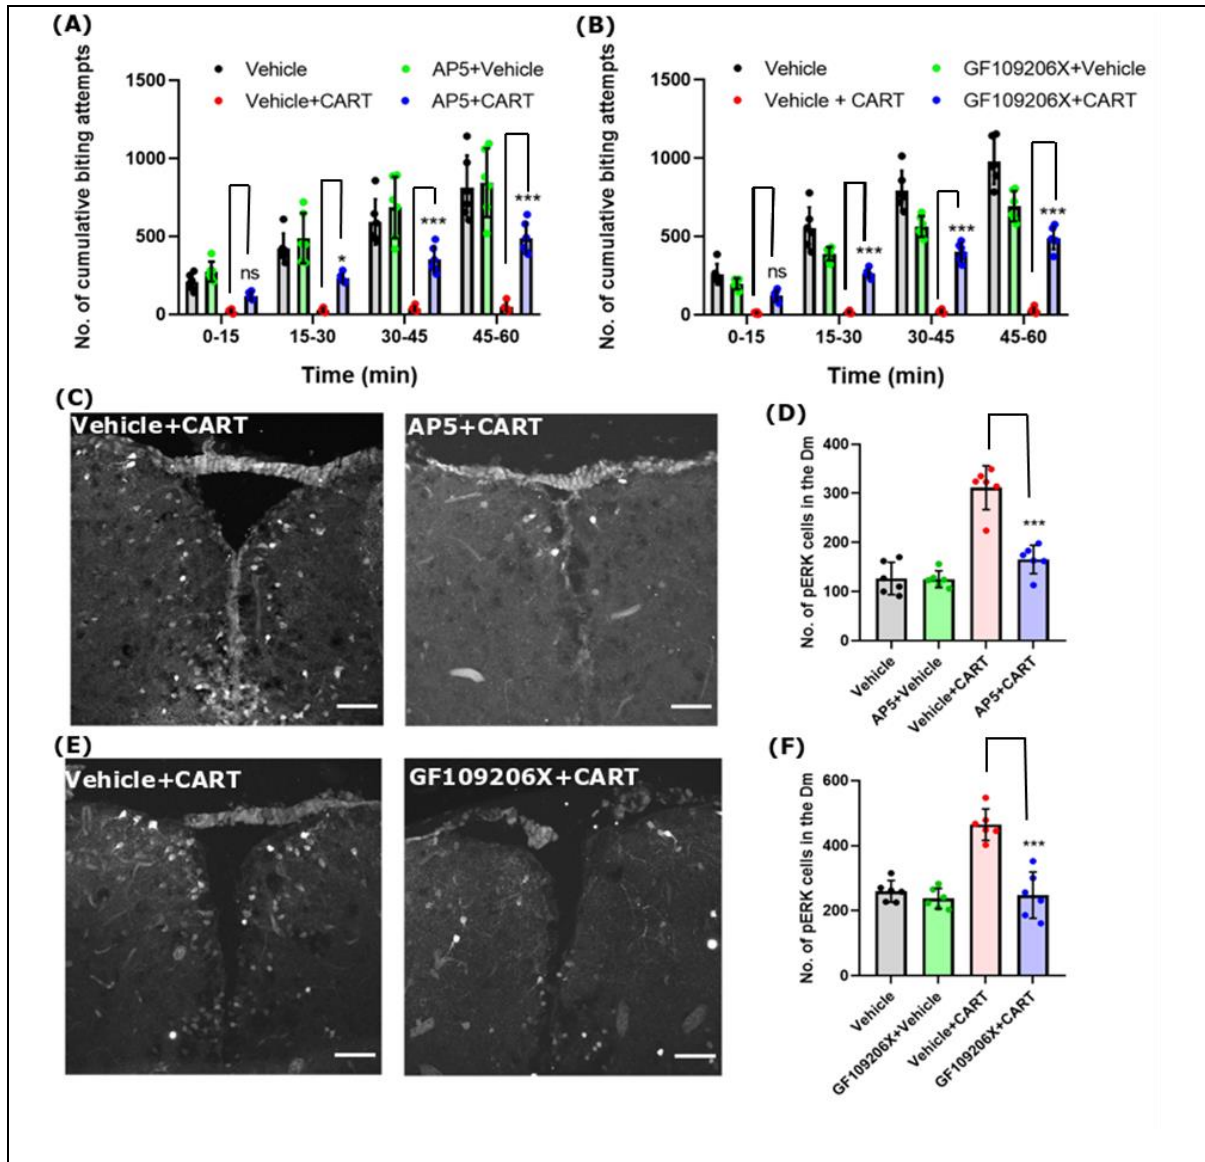 (A)
No. of cumulative biting attempts
Vehicle
AP5+Vehicle
Vehicle+CART
AP5+CART
1500
1000
500
0
ns
*
***
***
0-15
15-30
30-45
45-60
Time (min)
(B)
No. of cumulative biting attempts
Vehicle
GF109206X+Vehicle
Vehicle + CART
GF109206X+CART
1500
1000
500
0
ns
***
***
***
0-15
15-30
30-45
45-60
Time (min)
(C)
Vehicle+CART
AP5+CART
(D)
No. of pERK cells in the Dm
400
300
200
100
0
***
Vehicle
AP5+Vehicle
Vehicle+CART
AP5+CART
(E)
Vehicle+CART
GF109206X+CART
(F)
No. of pERK cells in the Dm
600
400
200
0
***
Vehicle
GF109206X+Vehicle
Vehicle+CART
GF109206X+CART